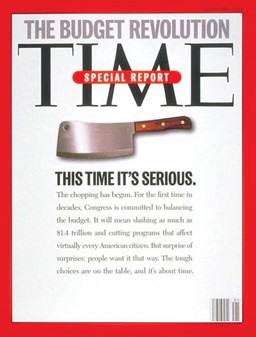 THE BUDGET REVOLUTION
TIME
SPECIAL REPORT
THIS TIME IT'S SERIOUS.
The chopping has begun. For the first time in
decades, Congress is committed to balancing
the budget. It will mean slashing as much as
$1.4 trillion and cutting programs that affect
virtually every American citizen. But surprise of
surprises: people want it that way. The tough
choices are on the table, and it's about time.